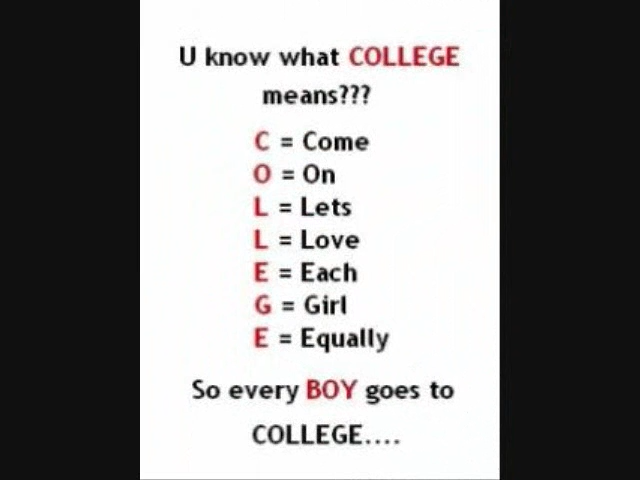 U know what COLLEGE
means???
C = Come
O = On
L = Lets
L = Love
E = Each
G = Girl
E = Equally
So every BOY goes to
COLLEGE....